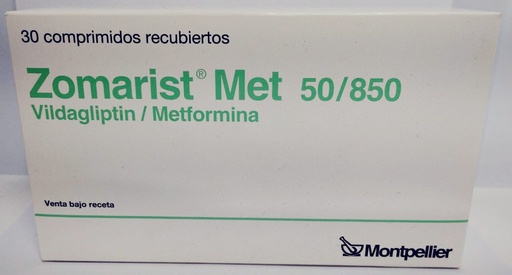 30 comprimidos recubiertos
Zomarist® Met 50/850
Vildagliptin / Metformina
Venta bajo receta
Montpellier